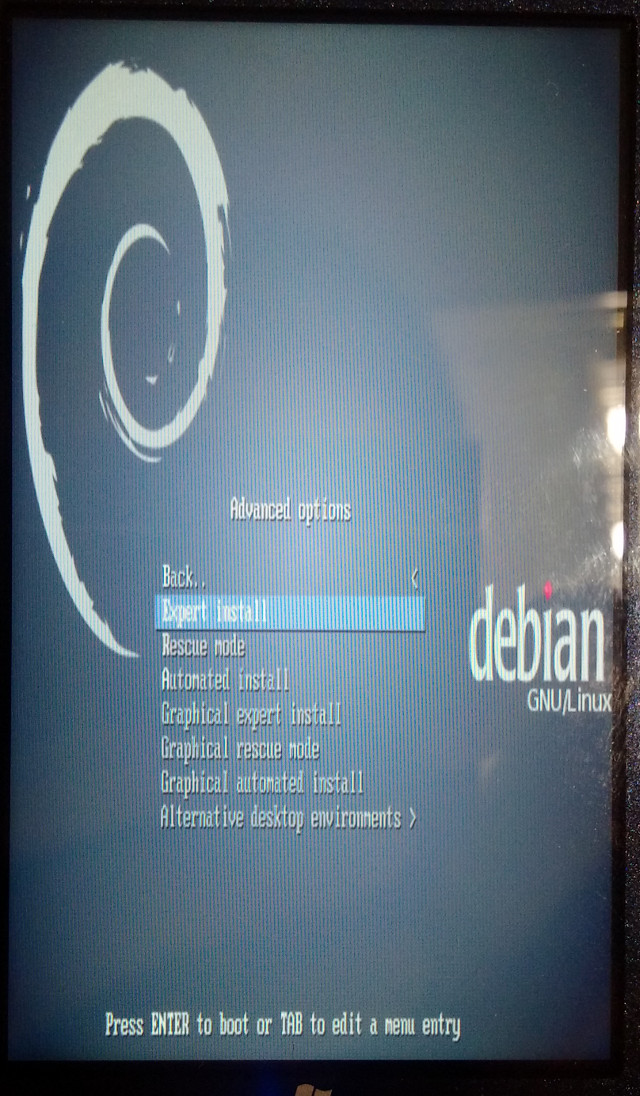 Advanced options
Back.. <
Expert install
Rescue mode
Automated install
Graphical expert install
Graphical rescue mode
Graphical automated install
Alternative desktop environments >
debian
GNU/Linux
Press ENTER to boot or TAB to edit a menu entry